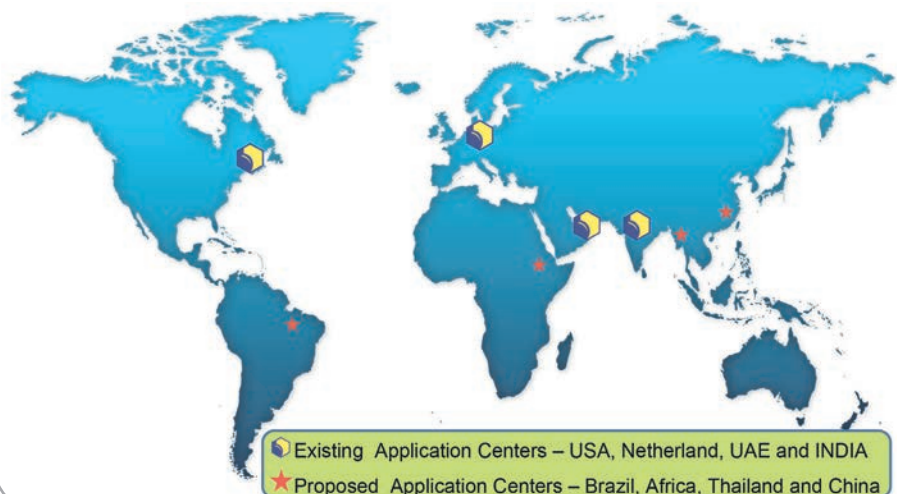 Existing Application Centers – USA, Netherland, UAE and INDIA
Proposed Application Centers – Brazil, Africa, Thailand and China